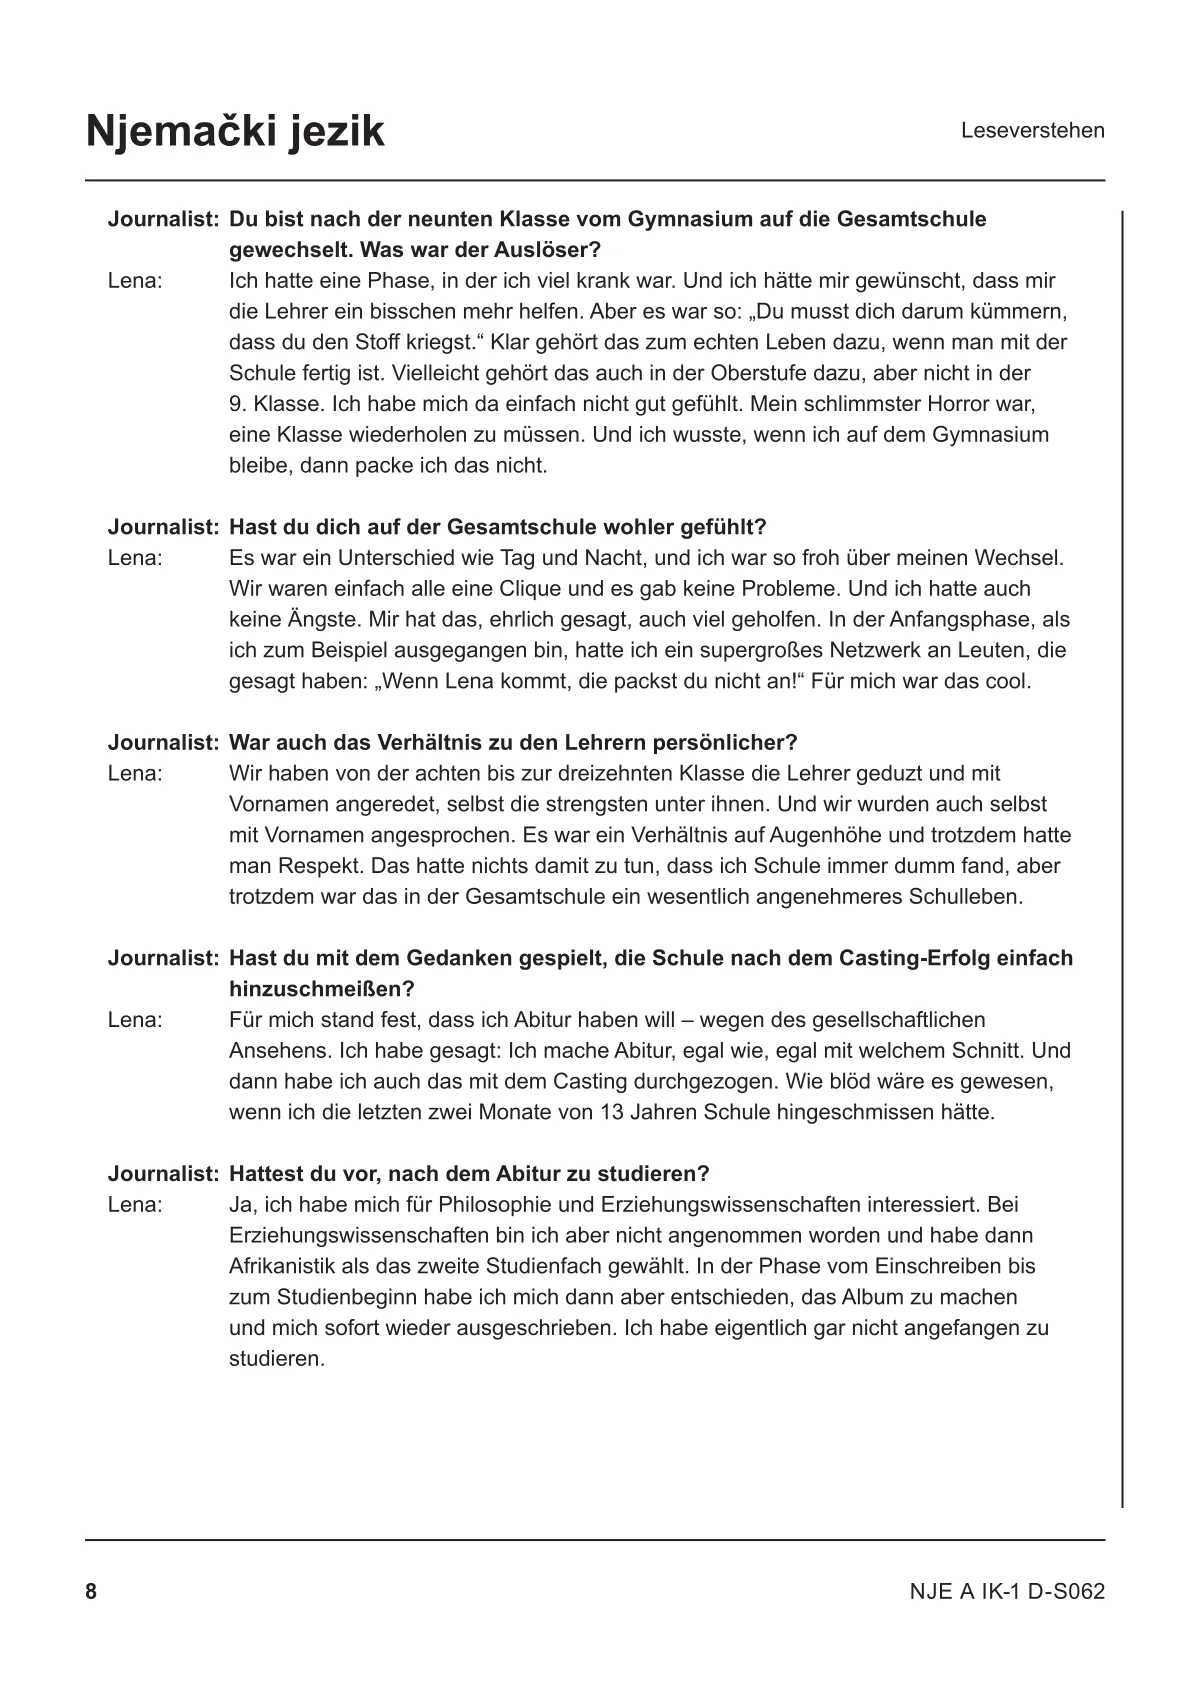 Njemački jezik
Leseverstehen
Journalist: Du bist nach der neunten Klasse vom Gymnasium auf die Gesamtschule
gewechselt. Was war der Auslöser?
Lena: Ich hatte eine Phase, in der ich viel krank war. Und ich hätte mir gewünscht, dass mir
die Lehrer ein bisschen mehr helfen. Aber es war so: „Du musst dich darum kümmern,
dass du den Stoff kriegst.“ Klar gehört das zum echten Leben dazu, wenn man mit der
Schule fertig ist. Vielleicht gehört das auch in der Oberstufe dazu, aber nicht in der
9. Klasse. Ich habe mich da einfach nicht gut gefühlt. Mein schlimmster Horror war,
eine Klasse wiederholen zu müssen. Und ich wusste, wenn ich auf dem Gymnasium
bleibe, dann packe ich das nicht.
Journalist: Hast du dich auf der Gesamtschule wohler gefühlt?
Lena: Es war ein Unterschied wie Tag und Nacht, und ich war so froh über meinen Wechsel.
Wir waren einfach alle eine Clique und es gab keine Probleme. Und ich hatte auch
keine Ängste. Mir hat das, ehrlich gesagt, auch viel geholfen. In der Anfangsphase, als
ich zum Beispiel ausgegangen bin, hatte ich ein supergroßes Netzwerk an Leuten, die
gesagt haben: „Wenn Lena kommt, die packst du nicht an!“ Für mich war das cool.
Journalist: War auch das Verhältnis zu den Lehrern persönlicher?
Lena: Wir haben von der achten bis zur dreizehnten Klasse die Lehrer geduzt und mit
Vornamen angeredet, selbst die strengsten unter ihnen. Und wir wurden auch selbst
mit Vornamen angesprochen. Es war ein Verhältnis auf Augenhöhe und trotzdem hatte
man Respekt. Das hatte nichts damit zu tun, dass ich Schule immer dumm fand, aber
trotzdem war das in der Gesamtschule ein wesentlich angenehmeres Schulleben.
Journalist: Hast du mit dem Gedanken gespielt, die Schule nach dem Casting-Erfolg einfach
hinzuschmeißen?
Lena: Für mich stand fest, dass ich Abitur haben will – wegen des gesellschaftlichen
Ansehens. Ich habe gesagt: Ich mache Abitur, egal wie, egal mit welchem Schnitt. Und
dann habe ich auch das mit dem Casting durchgezogen. Wie blöd wäre es gewesen,
wenn ich die letzten zwei Monate von 13 Jahren Schule hingeschmissen hätte.
Journalist: Hattest du vor, nach dem Abitur zu studieren?
Lena: Ja, ich habe mich für Philosophie und Erziehungswissenschaften interessiert. Bei
Erziehungswissenschaften bin ich aber nicht angenommen worden und habe dann
Afrikanistik als das zweite Studienfach gewählt. In der Phase vom Einschreiben bis
zum Studienbeginn habe ich mich dann aber entschieden, das Album zu machen
und mich sofort wieder ausgeschrieben. Ich habe eigentlich gar nicht angefangen zu
studieren.
8
NJE A IK-1 D-S062